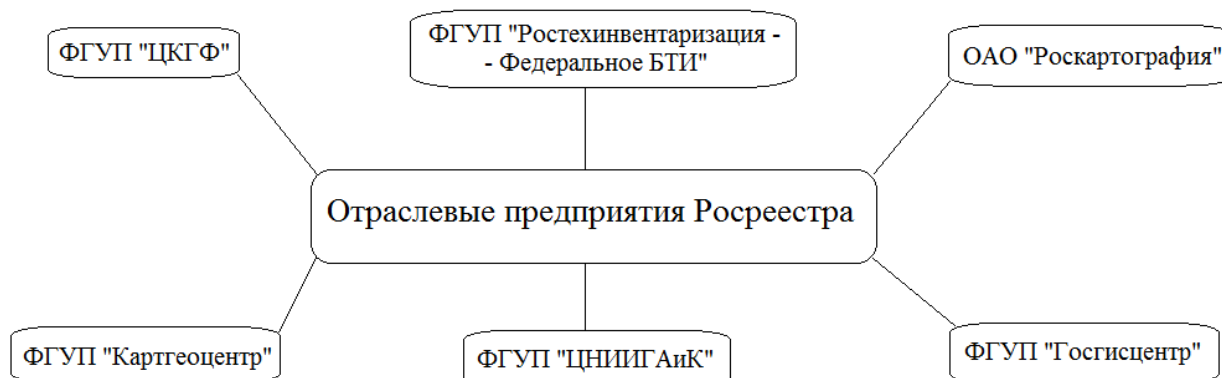 ФГУП "ЦКГФ"
ФГУП "Ростехинвентаризация -
- Федеральное БТИ"
ОАО "Роскартография"
Отраслевые предприятия Росреестра
ФГУП "Картгеоцентр"
ФГУП "ЦНИИГАиК"
ФГУП "Госгисцентр"